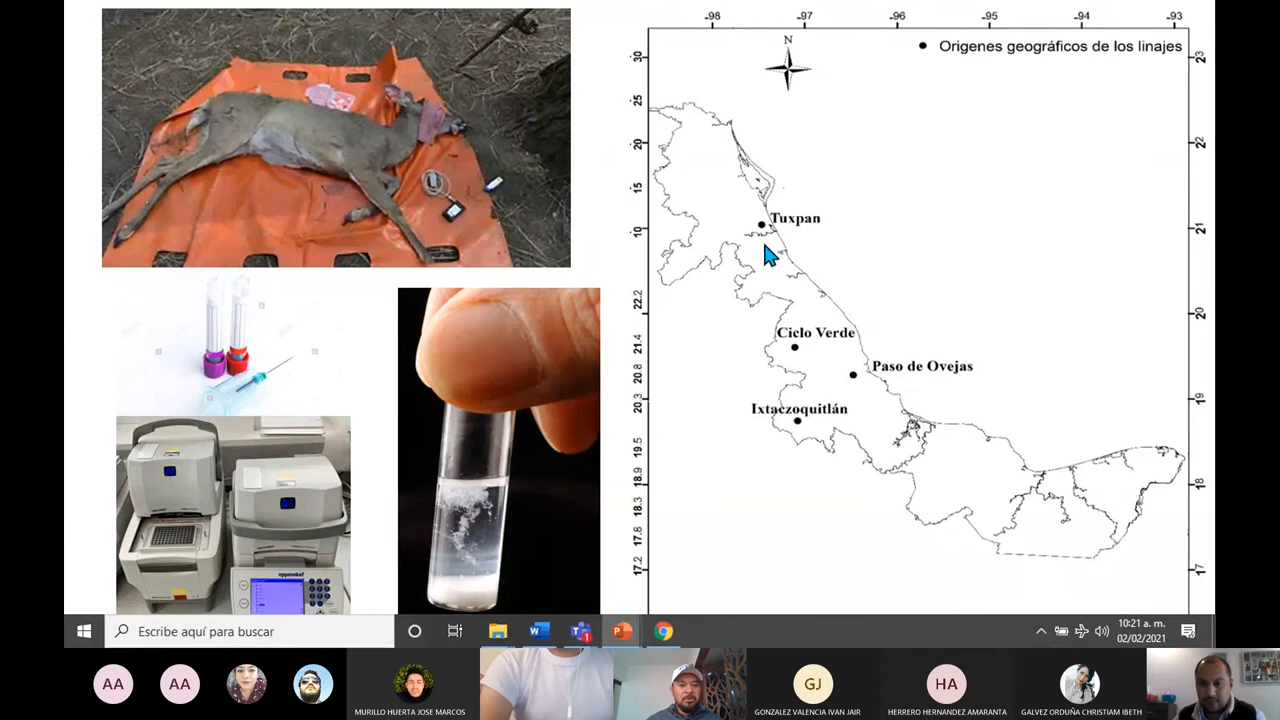 -98 -97 -96 -95 -94 -93
N
Origenes geográficos de los linajes
30
25
20
15
10
22.2
21.4
20.8
20.3
19.5
18.9
18.3
17.8
17.2
23
22
21
20
19
18
17
Tuxpan
Ciclo Verde
Paso de Ovejas
Ixtaczoquitlán
eppendorf
Escribe aquí para buscar
10:21 a. m.
02/02/2021
AA
AA
GJ
HA
MURILLO HUERTA JOSE MARCOS
GONZALEZ VALENCIA IVAN JAIR
HERRERO HERNANDEZ AMARANTA
GALVEZ ORDUÑA CHRISTIAM IBETH